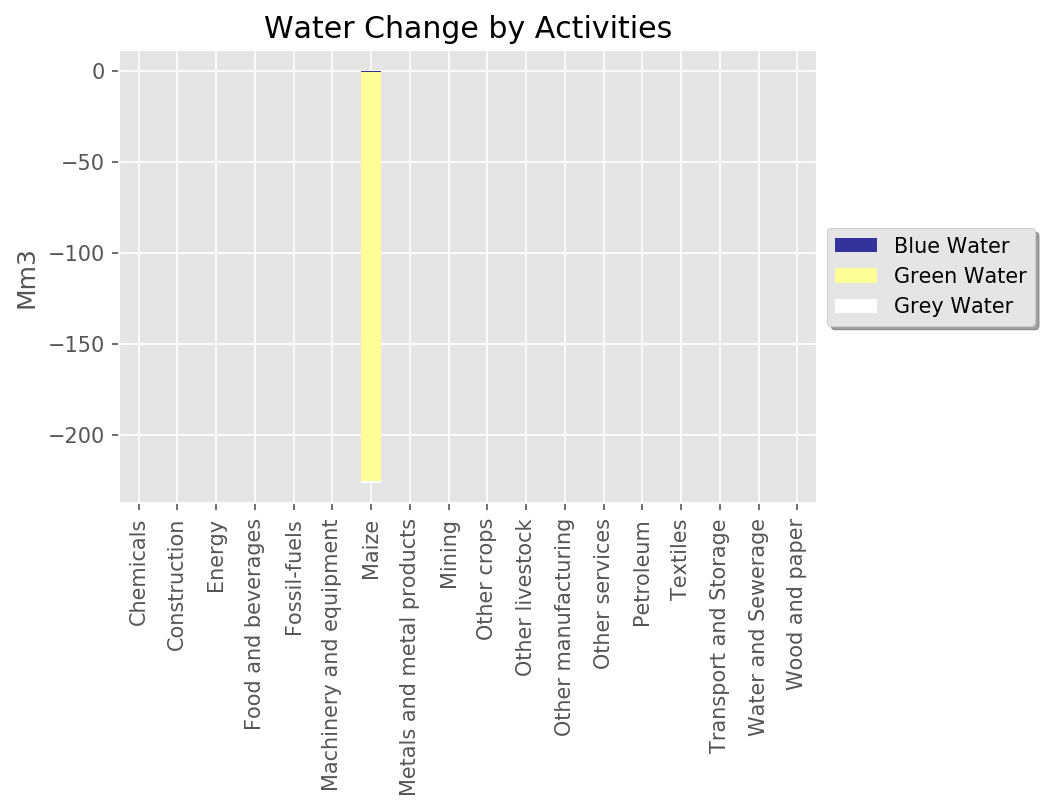 Water Change by Activities
0
−50
−100
−150
−200
Mm3
Blue Water
Green Water
Grey Water
Chemicals
Construction
Energy
Food and beverages
Fossil-fuels
Machinery and equipment
Maize
Metals and metal products
Mining
Other crops
Other livestock
Other manufacturing
Other services
Petroleum
Textiles
Transport and Storage
Water and Sewerage
Wood and paper